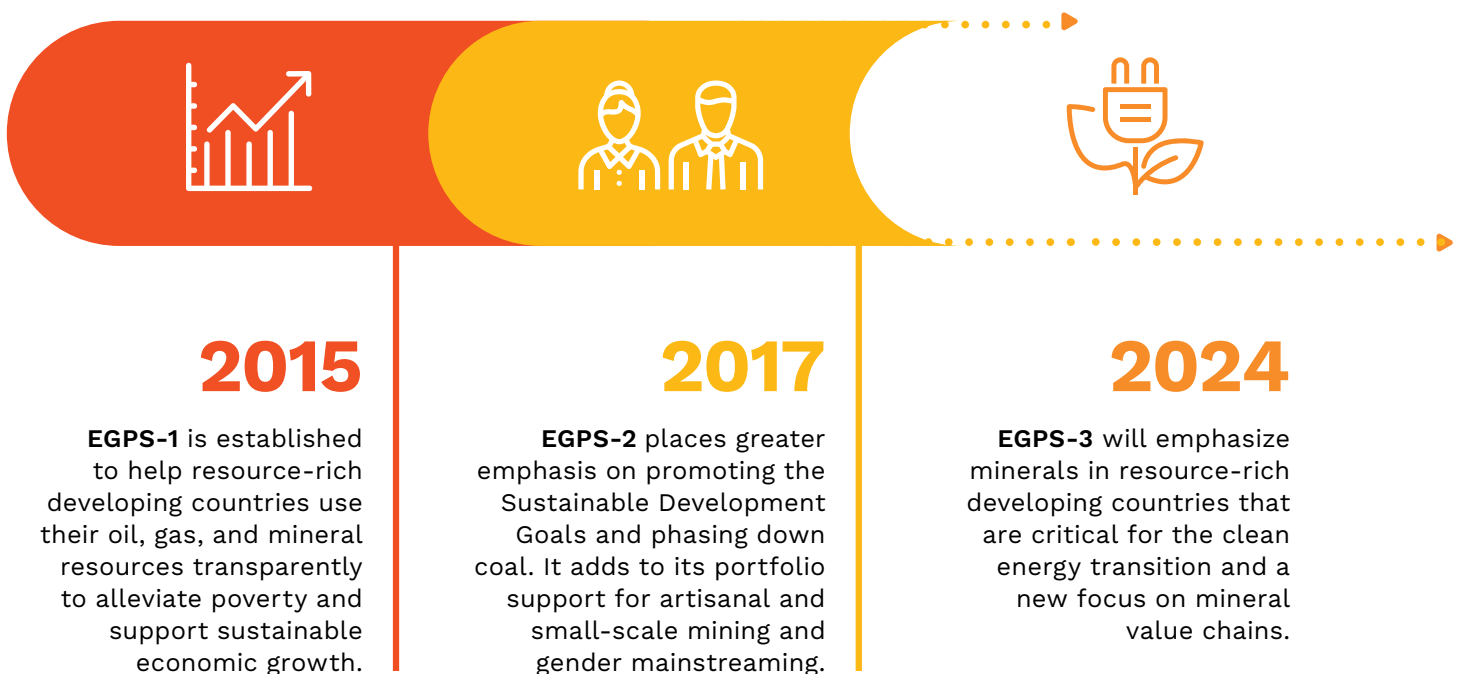 2015
EGPS-1 is established
to help resource-rich
developing countries use
their oil, gas, and mineral
resources transparently
to alleviate poverty and
support sustainable
economic growth.
2017
EGPS-2 places greater
emphasis on promoting the
Sustainable Development
Goals and phasing down
coal. It adds to its portfolio
support for artisanal and
small-scale mining and
gender mainstreaming.
2024
EGPS-3 will emphasize
minerals in resource-rich
developing countries that
are critical for the clean
energy transition and a
new focus on mineral
value chains.